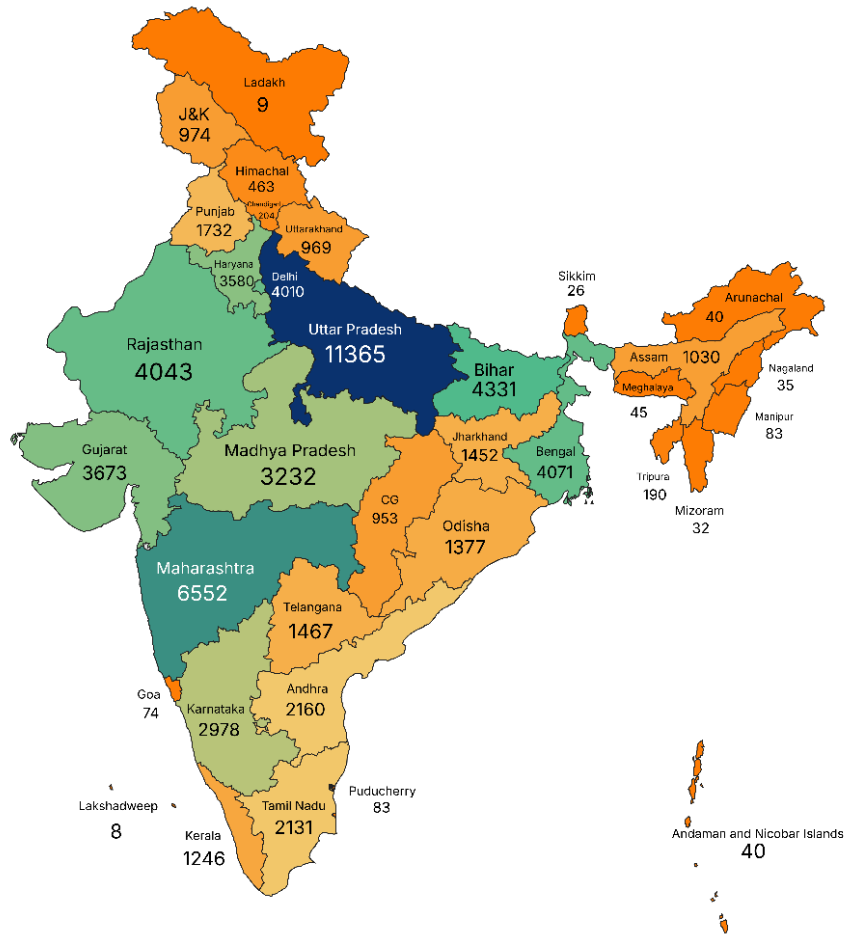 Ladakh
9
J&K
974
Himachal
463
Chandigarh
204
Punjab
1732
Uttarakhand
969
Haryana
3580
Delhi
4010
Sikkim
26
Arunachal
40
Uttar Pradesh
11365
Rajasthan
4043
Bihar
4331
Assam 1030
Nagaland
35
Meghalaya
45
Manipur
83
Jharkhand
1452
Gujarat
3673
Madhya Pradesh
3232
Bengal
4071
Tripura
190
Mizoram
32
CG
953
Odisha
1377
Maharashtra
6552
Telangana
1467
Goa
74
Karnataka
2978
Andhra
2160
Lakshadweep
8
Kerala
1246
Tamil Nadu
2131
Puducherry
83
Andaman and Nicobar Islands
40